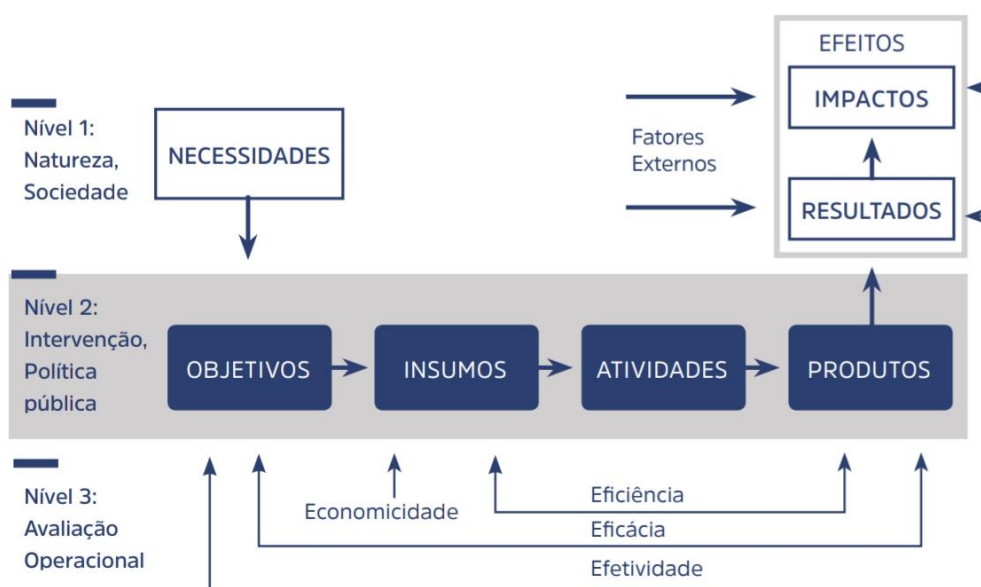 EFEITOS
IMPACTOS
Nível 1:
Natureza,
Sociedade
NECESSIDADES
Fatores
Externos
RESULTADOS
Nível 2:
Intervenção,
Política
pública
OBJETIVOS
INSUMOS
ATIVIDADES
PRODUTOS
Nível 3:
Avaliação
Operacional
Economicidade
Eficiência
Eficácia
Efetividade